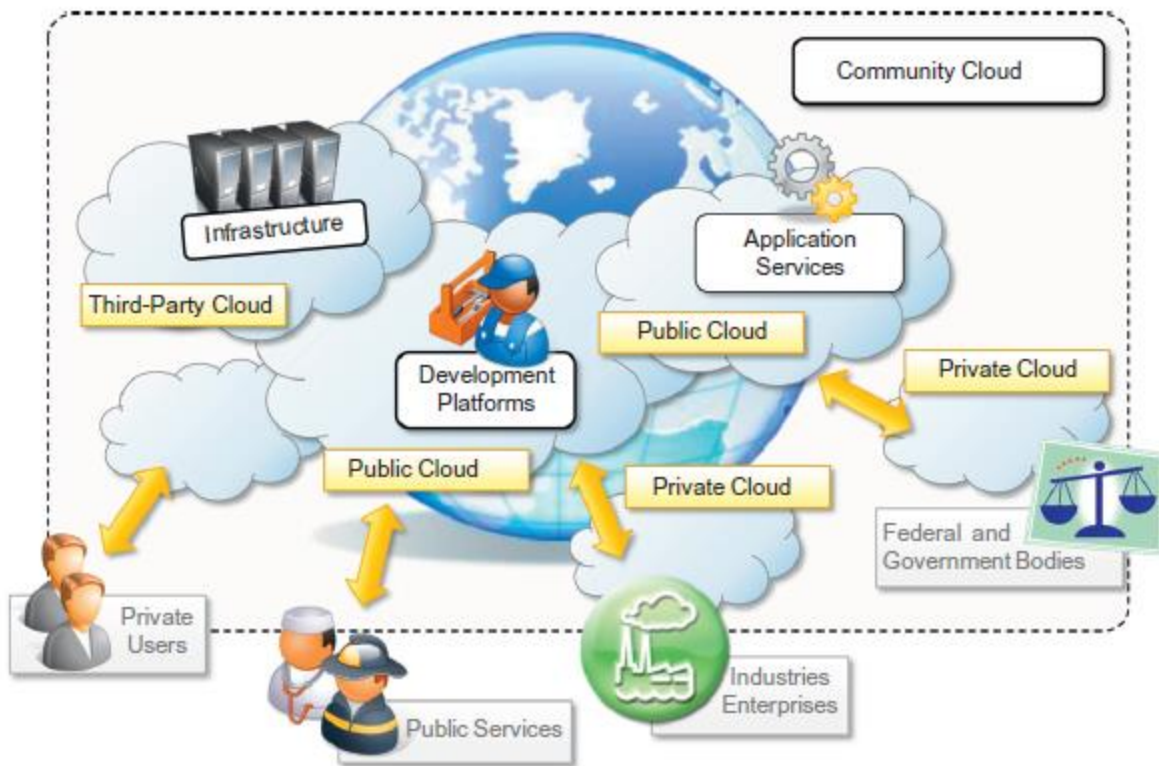 Community Cloud
Infrastructure
Application
Services
Third-Party Cloud
Public Cloud
Development
Platforms
Private Cloud
Public Cloud
Private Cloud
Federal and
Government Bodies
Private
Users
Industries
Enterprises
Public Services